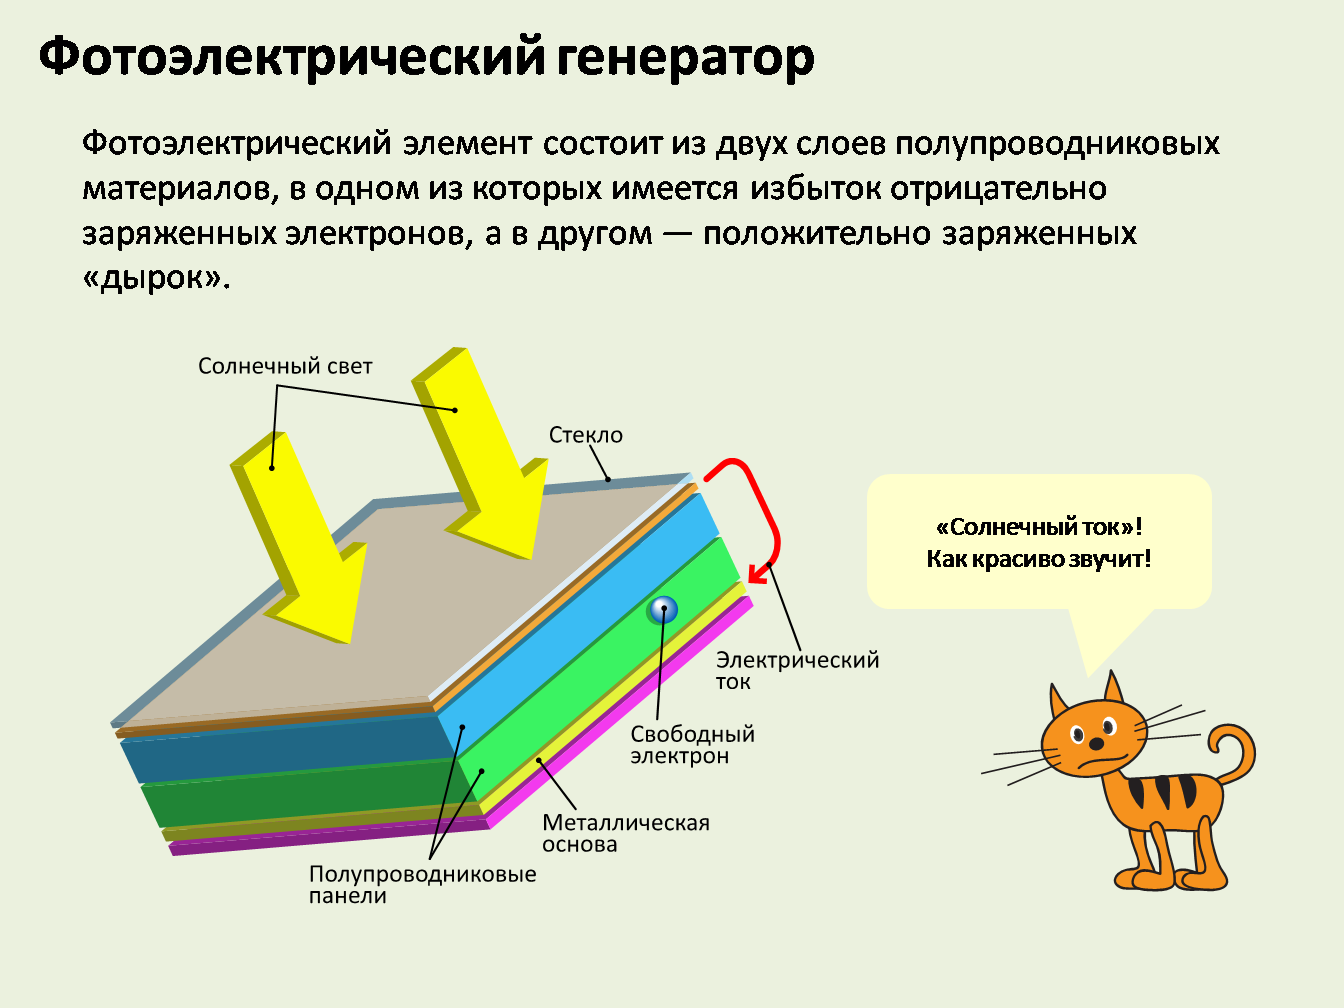 Фотоэлектрический генератор
Фотоэлектрический элемент состоит из двух слоев полупроводниковых
материалов, в одном из которых имеется избыток отрицательно
заряженных электронов, а в другом — положительно заряженных
«дырок».
Солнечный свет
Стекло
«Солнечный ток»!
Как красиво звучит!
Электрический
ток
Свободный
электрон
Металлическая
основа
Полупроводниковые
панели